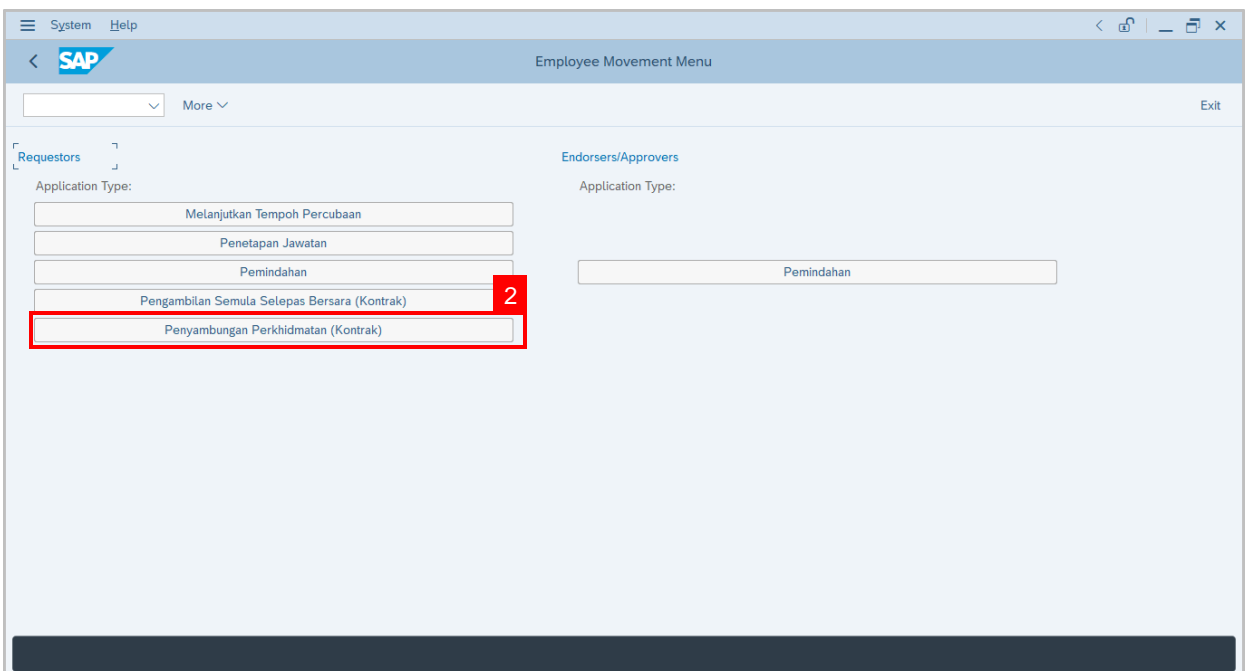 System Help
SAP
Employee Movement Menu
More
Exit
Requestors
Application Type:
Melanjutkan Tempoh Percubaan
Penetapan Jawatan
Pemindahan
Pengambilan Semula Selepas Bersara (Kontrak)
2
Penyambungan Perkhidmatan (Kontrak)
Endorsers/Approvers
Application Type:
Pemindahan